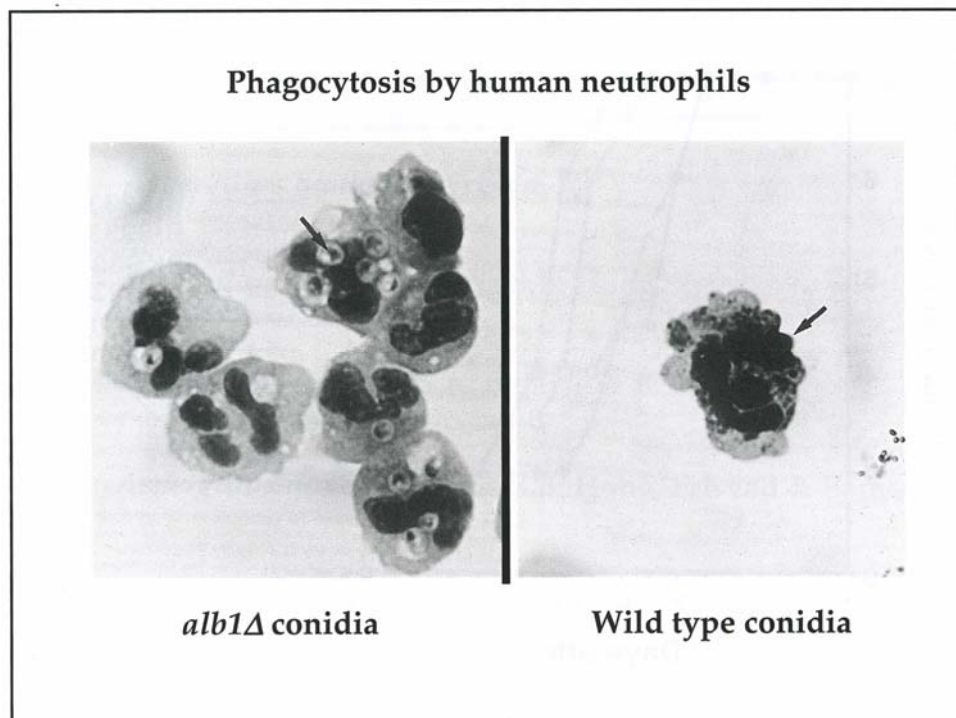 Phagocytosis by human neutrophils
alb1Δ conidia
Wild type conidia